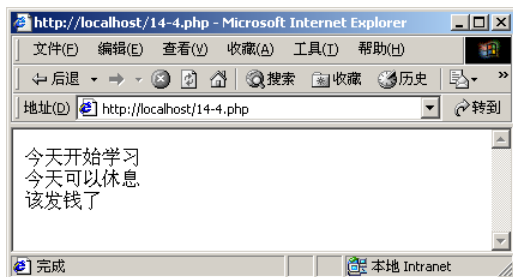 http://localhost/14-4.php - Microsoft Internet Explorer
文件(F) 编辑(E) 查看(V) 收藏(A) 工具(T) 帮助(H)
后退 搜索 收藏 历史 »
地址(D) http://localhost/14-4.php 转到
今天开始学习
今天可以休息
该发钱了
完成 本地 Intranet